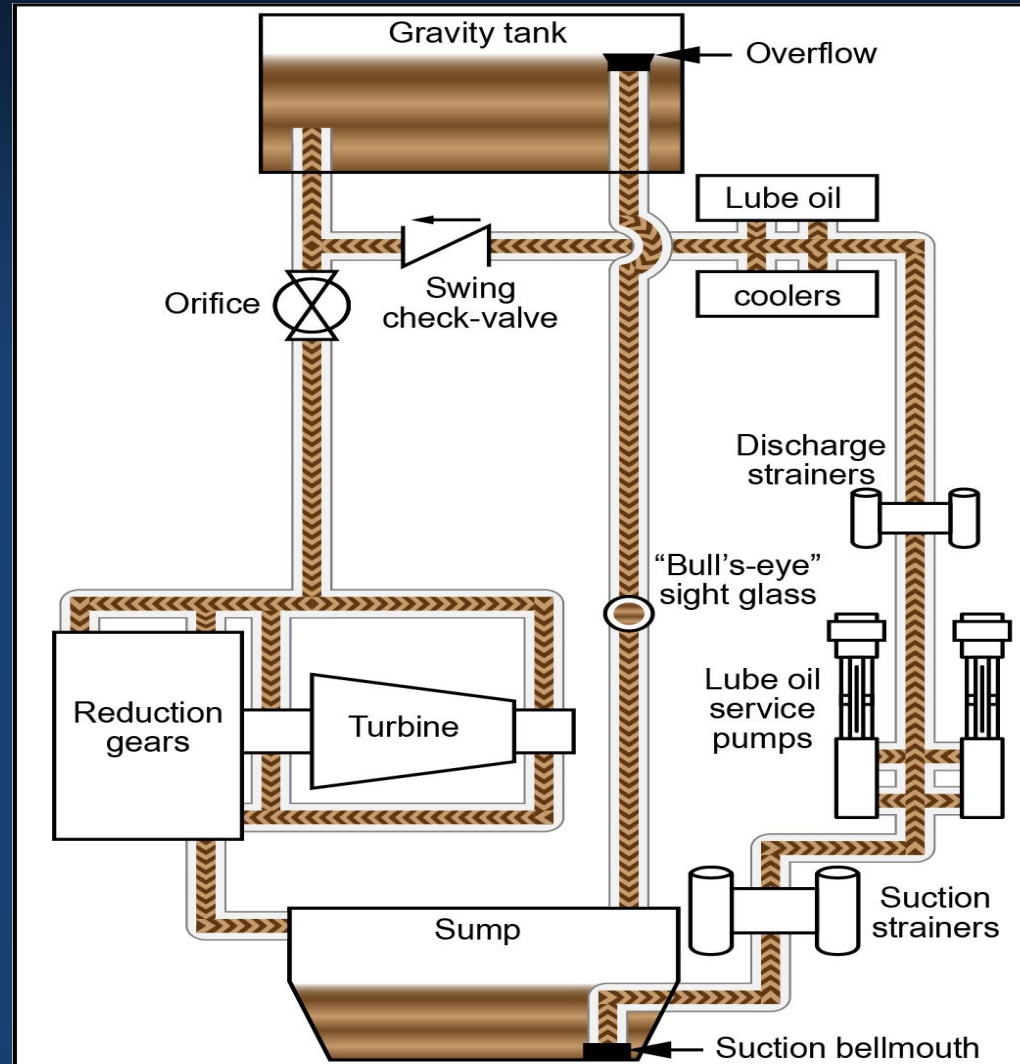 Gravity tank
Overflow
Lube oil
coolers
Orifice
Swing
check-valve
Discharge
strainers
“Bull’s-eye”
sight glass
Lube oil
service
pumps
Reduction
gears
Turbine
Suction
strainers
Sump
Suction bellmouth